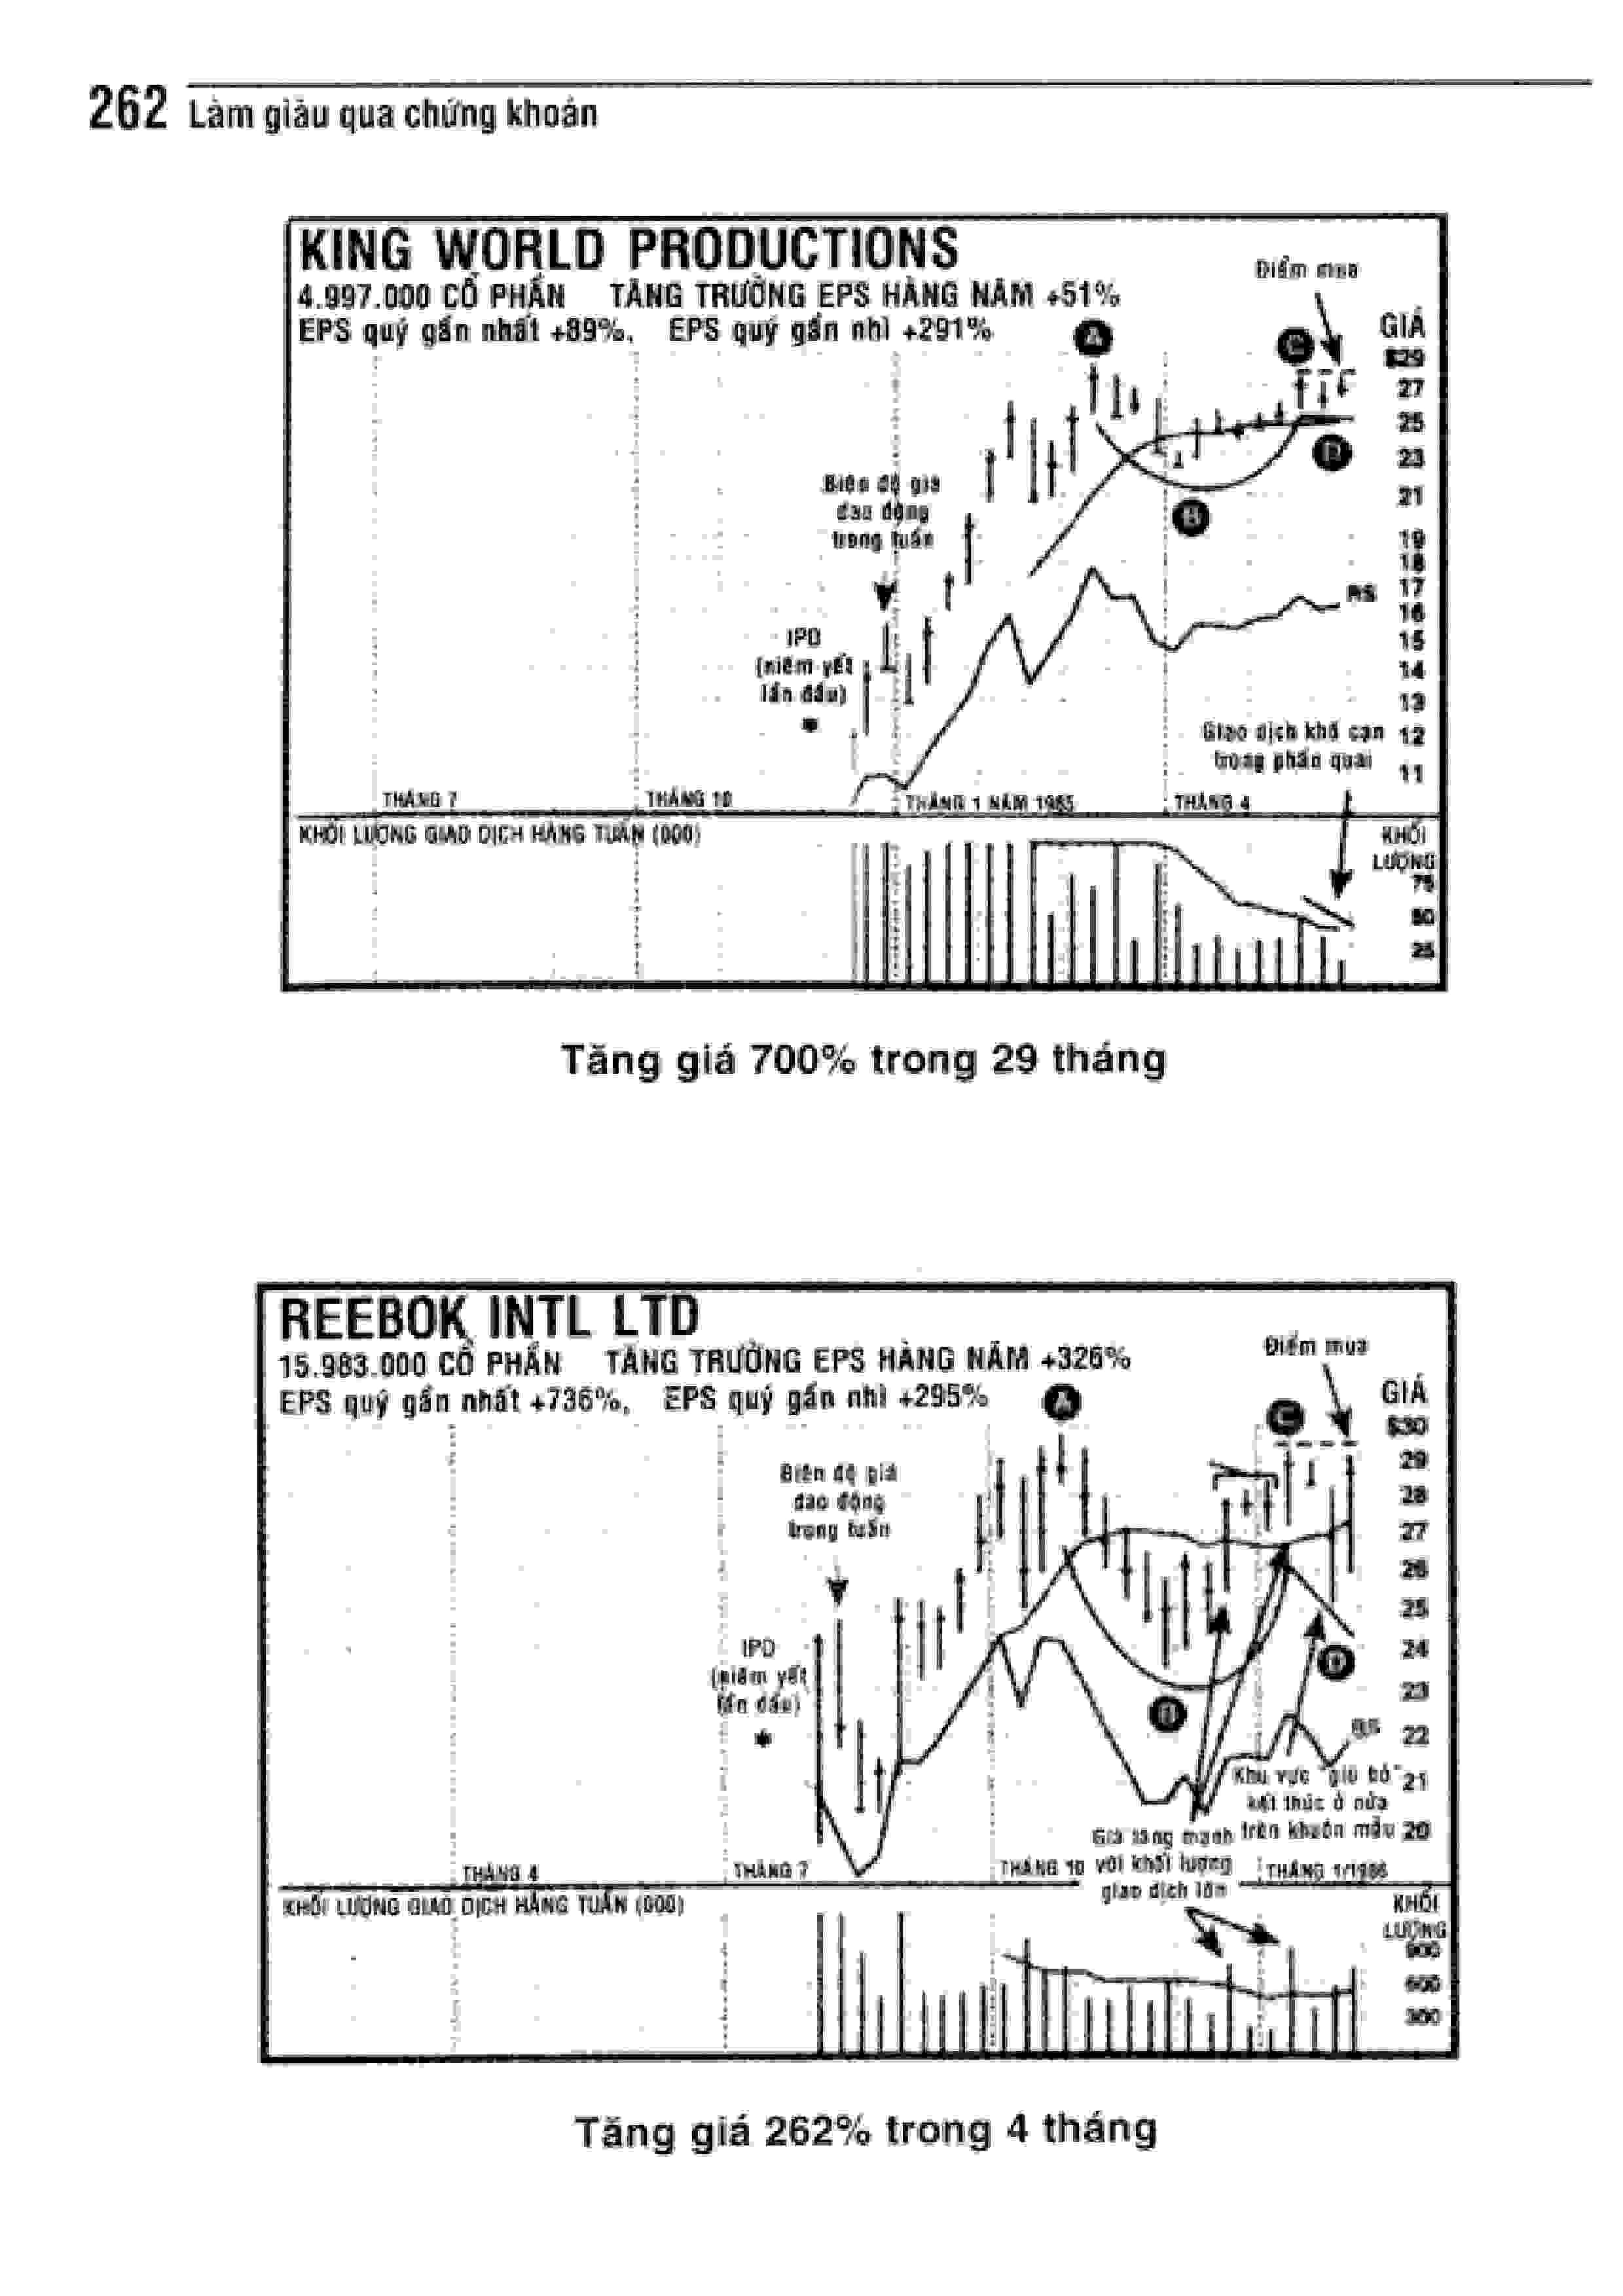 262 Làm giàu qua chứng khoán
KING WORLD PRODUCTIONS
4.997.000 CỔ PHẦN TĂNG TRƯỞNG EPS HÀNG NĂM +51%
EPS quý gần nhất +89%, EPS quý gần nhì +291%
Điểm mua
A
C
GIÁ
$29
27
25
23
21
19
18
17
16
15
14
13
12
11
D
B
Biên độ giá
dao động
trong tuần
RS
IPO
(niêm yết
lần đầu)
*
Giao dịch khô cạn
trong phần quai
THÁNG 7
THÁNG 10
THÁNG 1 NĂM 1985
THÁNG 4
KHỐI LƯỢNG GIAO DỊCH HÀNG TUẦN (000)
KHỐI
LƯỢNG
75
50
25
Tăng giá 700% trong 29 tháng
REEBOK INTL LTD
15.983.000 CỔ PHẦN TĂNG TRƯỞNG EPS HÀNG NĂM +326%
EPS quý gần nhất +736%, EPS quý gần nhì +295%
Điểm mua
A
C
GIÁ
$30
29
28
27
26
25
24
23
22
21
20
Biên độ giá
dao động
trong tuần
IPO
(niêm yết
lần đầu)
*
D
B
RS
Khu vực "giũ bỏ"
kết thúc ở nửa
trên khuôn mẫu
Giá tăng mạnh
với khối lượng
giao dịch lớn
THÁNG 4
THÁNG 7
THÁNG 10
THÁNG 1/1986
KHỐI LƯỢNG GIAO DỊCH HÀNG TUẦN (000)
KHỐI
LƯỢNG
900
600
300
Tăng giá 262% trong 4 tháng